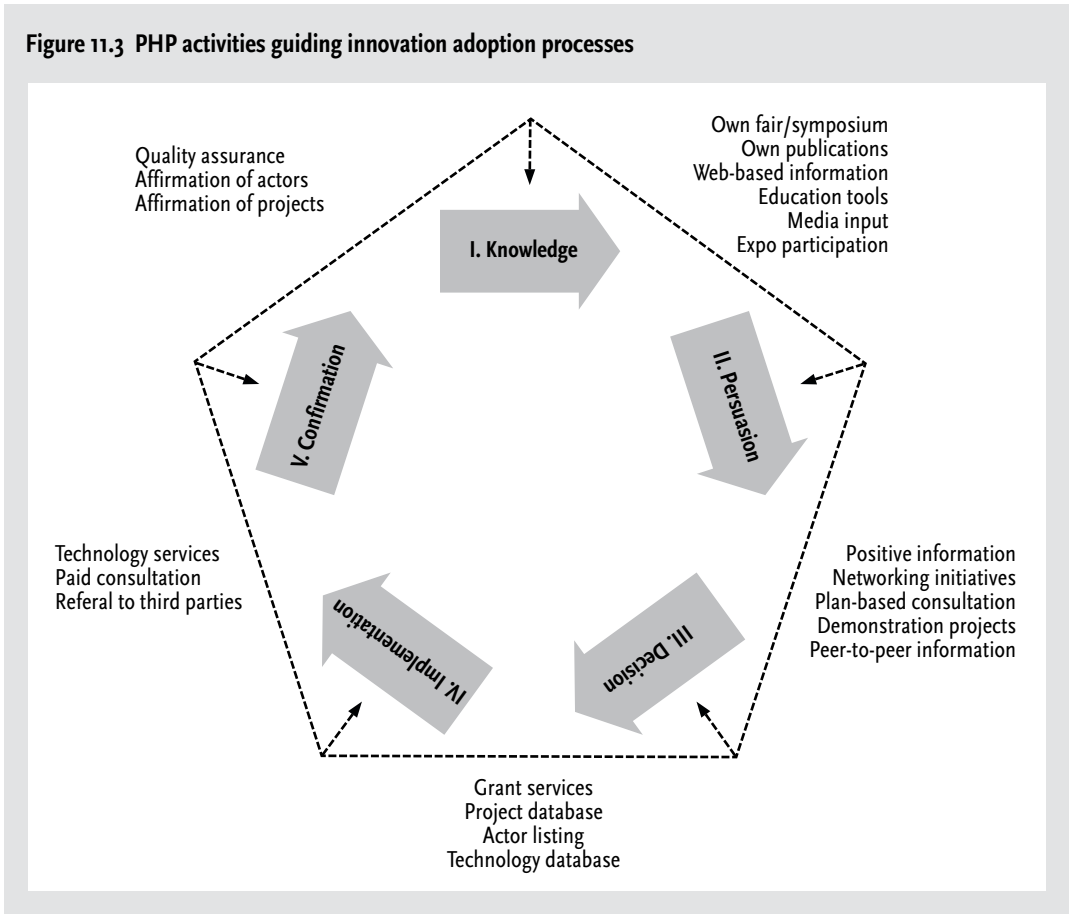 Figure 11.3 PHP activities guiding innovation adoption processes
Quality assurance
Affirmation of actors
Affirmation of projects
Own fair/symposium
Own publications
Web-based information
Education tools
Media input
Expo participation
I. Knowledge
II. Persuasion
V. Confirmation
Technology services
Paid consultation
Referal to third parties
Positive information
Networking initiatives
Plan-based consultation
Demonstration projects
Peer-to-peer information
IV. Implementation
III. Decision
Grant services
Project database
Actor listing
Technology database